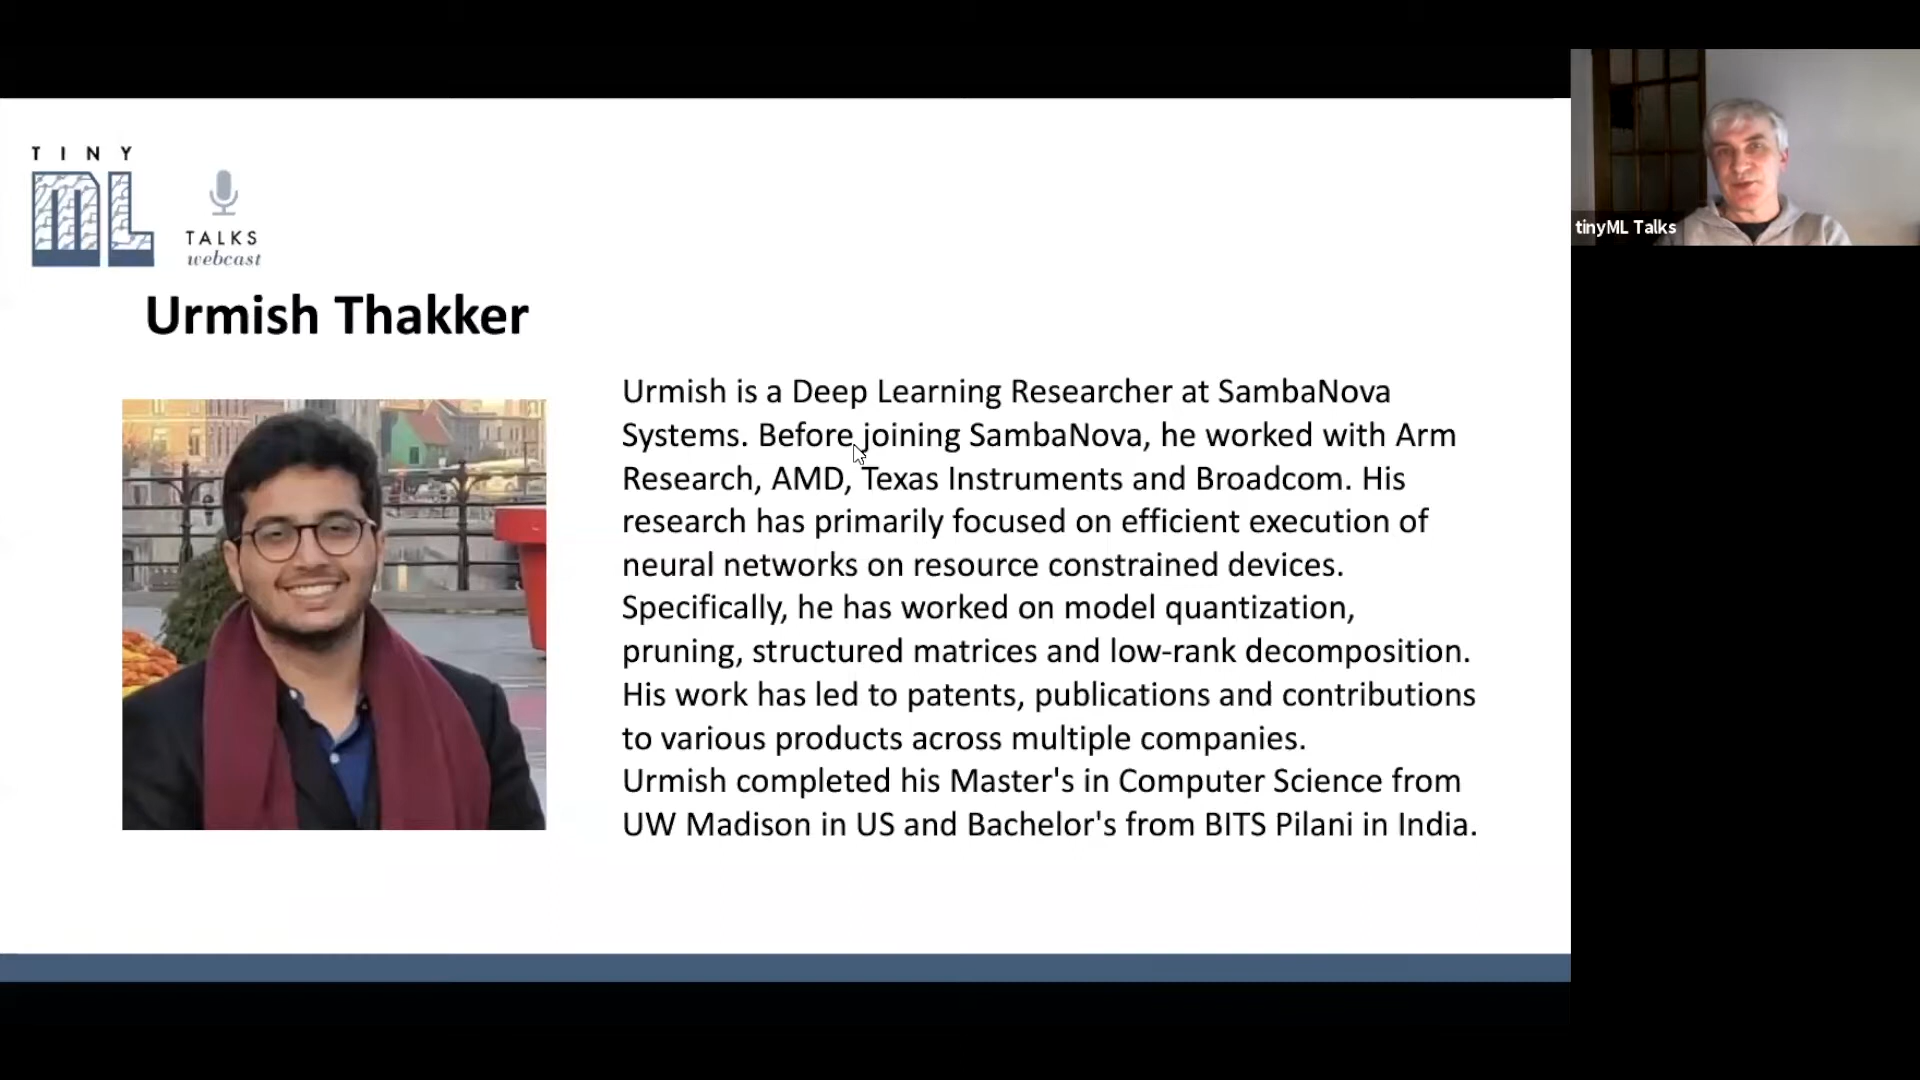 TINY
ML
TALKS
webcast
tinyML Talks
Urmish Thakker
Urmish is a Deep Learning Researcher at SambaNova
Systems. Before joining SambaNova, he worked with Arm
Research, AMD, Texas Instruments and Broadcom. His
research has primarily focused on efficient execution of
neural networks on resource constrained devices.
Specifically, he has worked on model quantization,
pruning, structured matrices and low-rank decomposition.
His work has led to patents, publications and contributions
to various products across multiple companies.
Urmish completed his Master's in Computer Science from
UW Madison in US and Bachelor's from BITS Pilani in India.